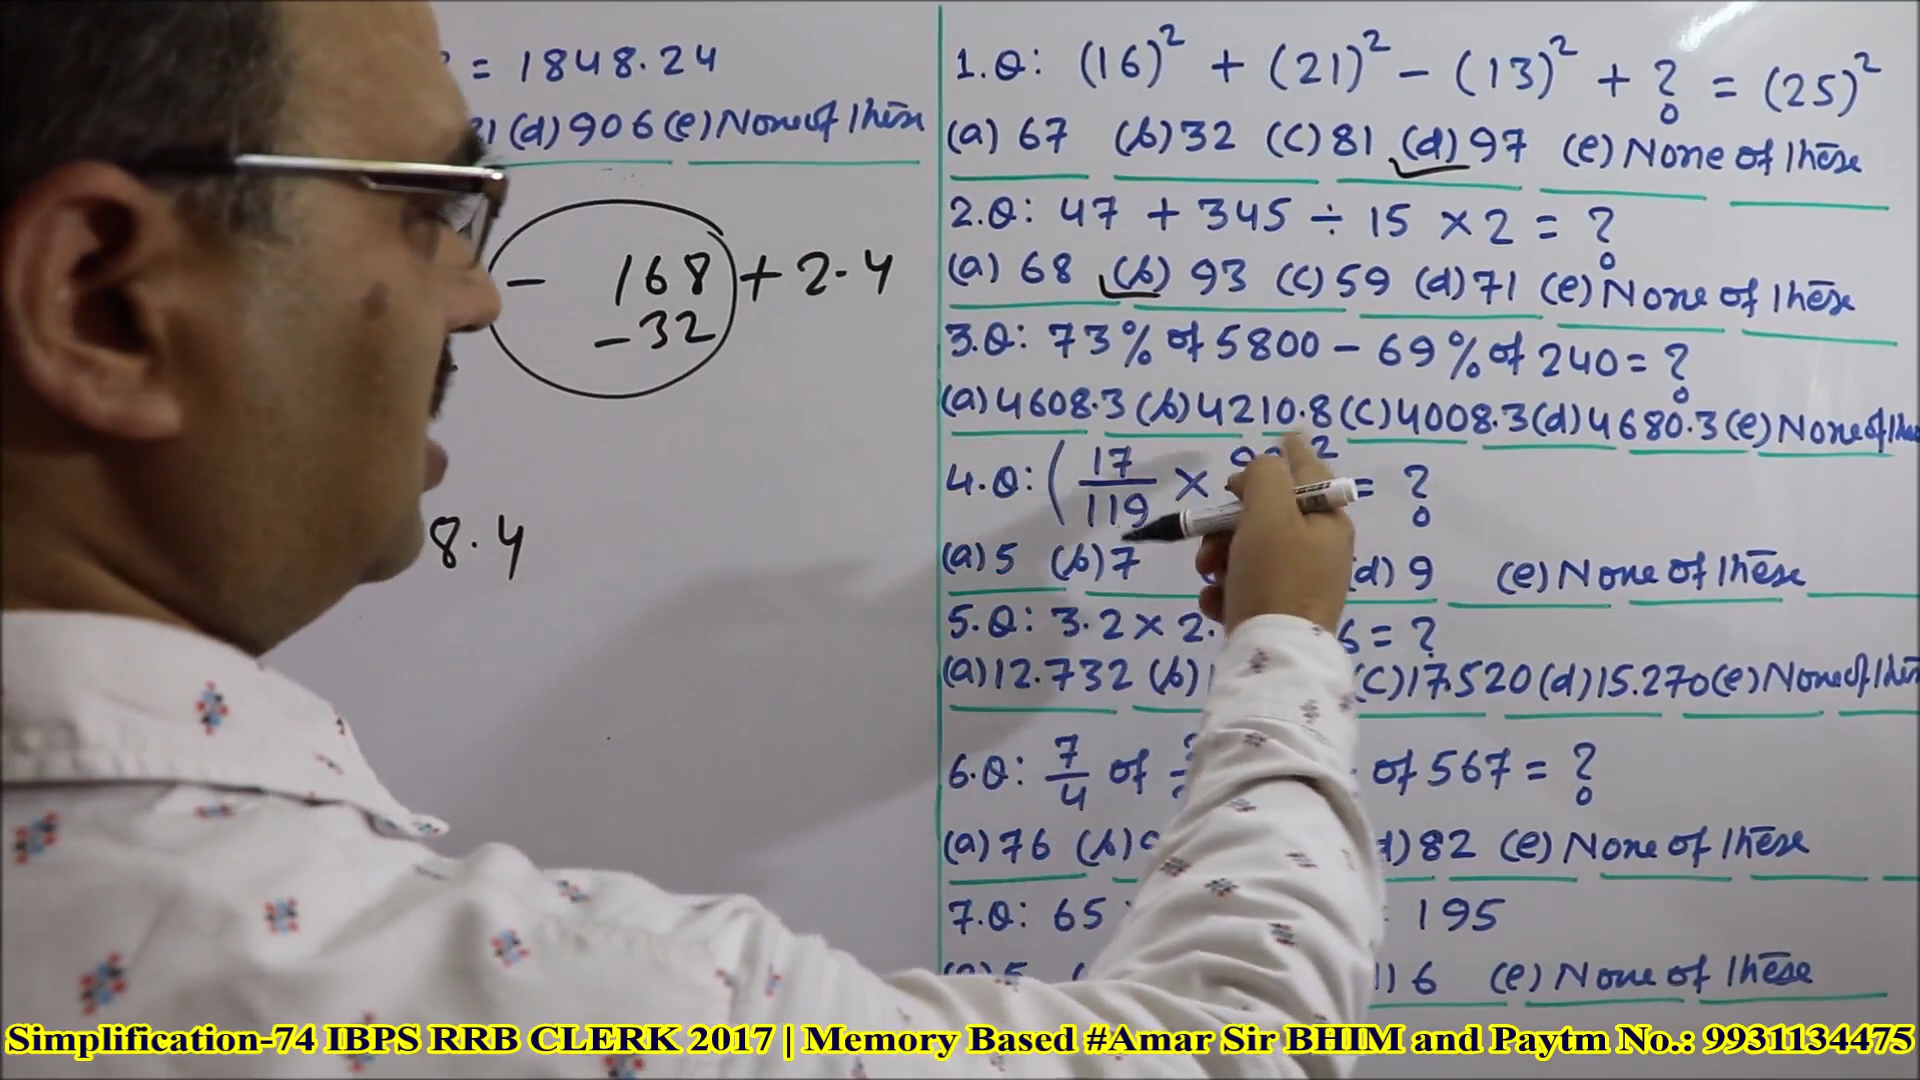 = 1848.24
(d) 906 (e) None of These
- 168 + 2.4
- 32
8.4
1.Q: (16)² + (21)² - (13)² + ? = (25)²
(a) 67 (b) 32 (c) 81 (d) 97 (e) None of These
2.Q: 47 + 345 ÷ 15 × 2 = ?
(a) 68 (b) 93 (c) 59 (d) 71 (e) None of These
3.Q: 73% of 5800 - 69% of 240 = ?
(a) 4608.3 (b) 4210.8 (c) 4008.3 (d) 4680.3 (e) None of
4.Q: ( 17/119 × = ?
(a) 5 (b) 7 (d) 9 (e) None of These
5.Q: 3.2 × 2. 6 = ?
(a) 12.732 (b) (c) 17.520 (d) 15.270 (e) None of
6.Q: 7/4 of of 567 = ?
(a) 76 (b) 82 (e) None of These
7.Q: 65 195
6 (e) None of These
Simplification-74 IBPS RRB CLERK 2017 | Memory Based #Amar Sir BHIM and Paytm No.: 9931134475